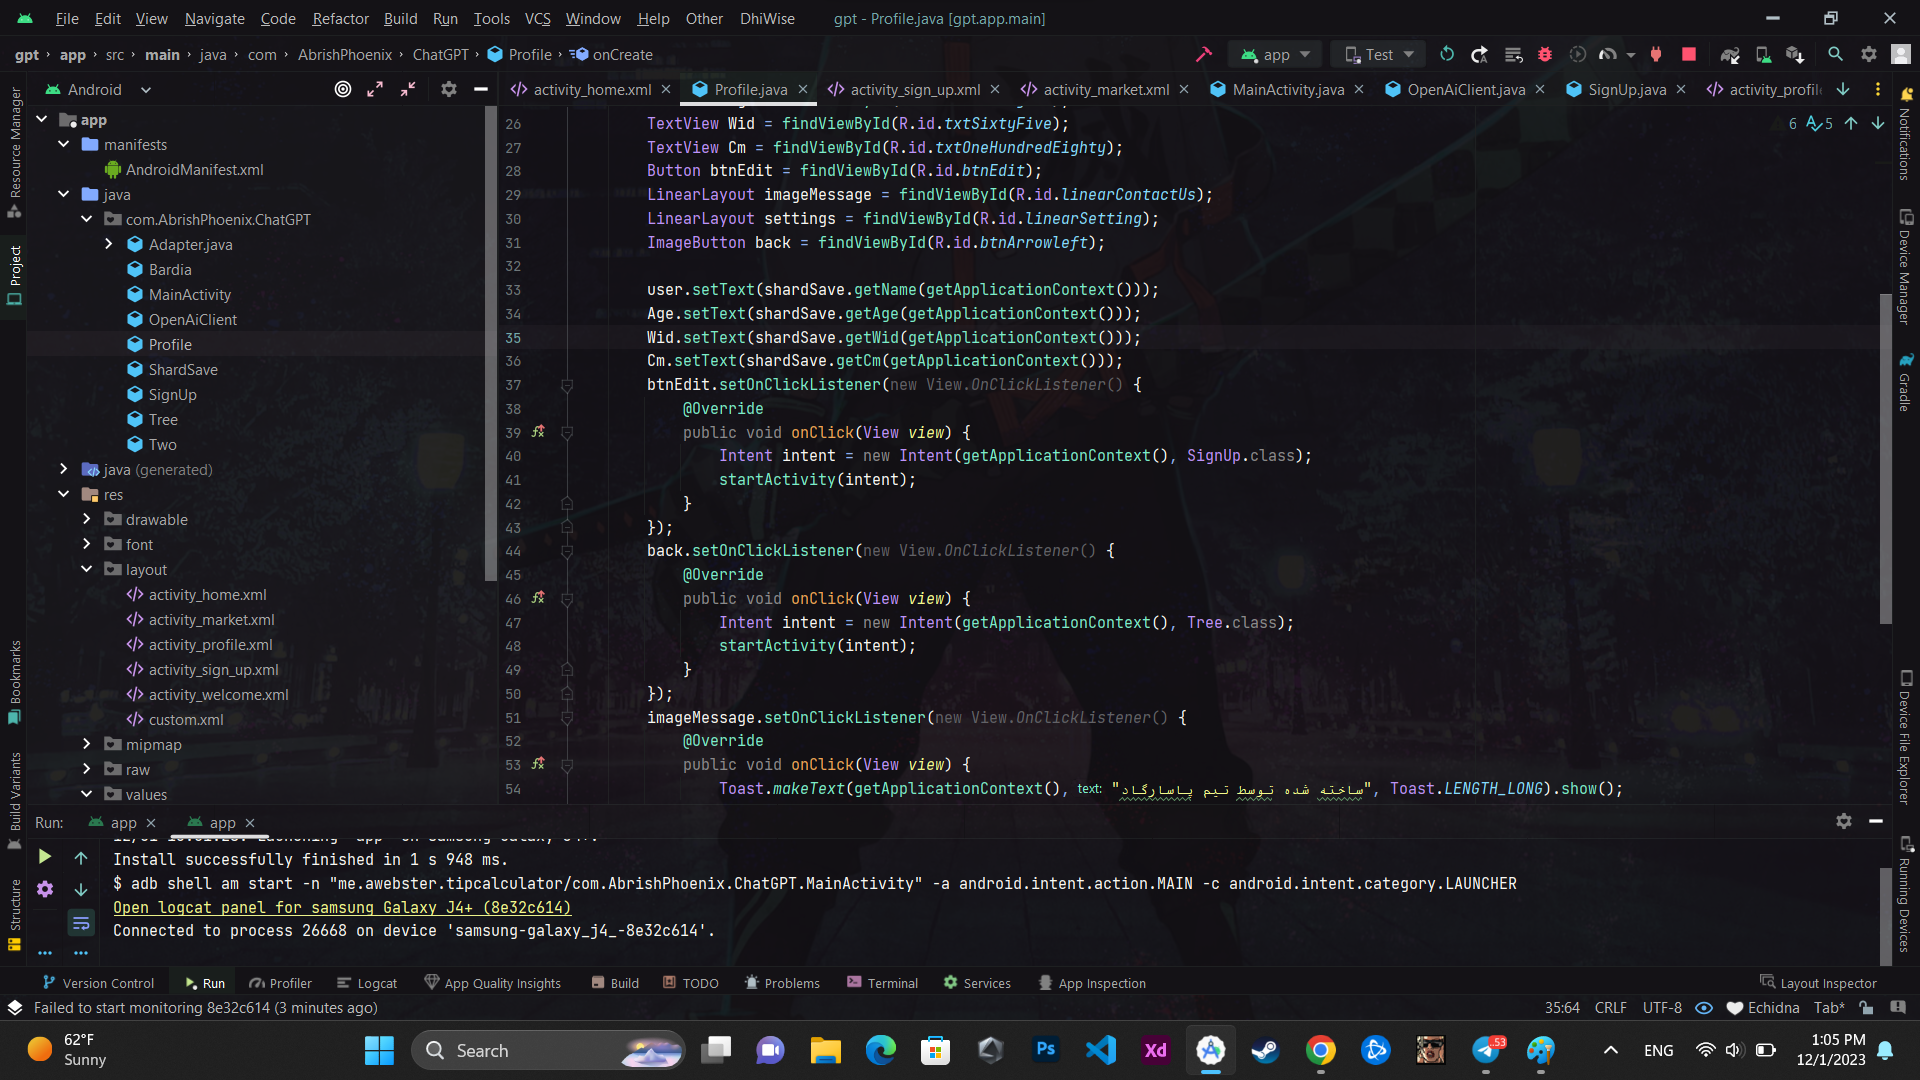 File Edit View Navigate Code Refactor Build Run Tools VCS Window Help Other DhiWise gpt - Profile.java [gpt.app.main]
gpt › app › src › main › java › com › AbrishPhoenix › ChatGPT › Profile › onCreate
app
Test
Android
activity_home.xml
Profile.java
activity_sign_up.xml
activity_market.xml
MainActivity.java
OpenAiClient.java
SignUp.java
activity_profil
Resource Manager
Project
Bookmarks
Build Variants
Structure
app
manifests
AndroidManifest.xml
java
com.AbrishPhoenix.ChatGPT
Adapter.java
Bardia
MainActivity
OpenAiClient
Profile
ShardSave
SignUp
Tree
Two
java (generated)
res
drawable
font
layout
activity_home.xml
activity_market.xml
activity_profile.xml
activity_sign_up.xml
activity_welcome.xml
custom.xml
mipmap
raw
values
6 5
26 TextView Wid = findViewById(R.id.txtSixtyFive);
27 TextView Cm = findViewById(R.id.txtOneHundredEighty);
28 Button btnEdit = findViewById(R.id.btnEdit);
29 LinearLayout imageMessage = findViewById(R.id.linearContactUs);
30 LinearLayout settings = findViewById(R.id.linearSetting);
31 ImageButton back = findViewById(R.id.btnArrowleft);
32
33 user.setText(shardSave.getName(getApplicationContext()));
34 Age.setText(shardSave.getAge(getApplicationContext()));
35 Wid.setText(shardSave.getWid(getApplicationContext()));
36 Cm.setText(shardSave.getCm(getApplicationContext()));
37 btnEdit.setOnClickListener(new View.OnClickListener() {
38 @Override
39 public void onClick(View view) {
40 Intent intent = new Intent(getApplicationContext(), SignUp.class);
41 startActivity(intent);
42 }
43 });
44 back.setOnClickListener(new View.OnClickListener() {
45 @Override
46 public void onClick(View view) {
47 Intent intent = new Intent(getApplicationContext(), Tree.class);
48 startActivity(intent);
49 }
50 });
51 imageMessage.setOnClickListener(new View.OnClickListener() {
52 @Override
53 public void onClick(View view) {
54 Toast.makeText(getApplicationContext(), text: "ساخته شده توسط تیم پاسارگاد", Toast.LENGTH_LONG).show();
Notifications
Device Manager
Gradle
Device File Explorer
Running Devices
Run: app app
Install successfully finished in 1 s 948 ms.
$ adb shell am start -n "me.awebster.tipcalculator/com.AbrishPhoenix.ChatGPT.MainActivity" -a android.intent.action.MAIN -c android.intent.category.LAUNCHER
Open logcat panel for samsung Galaxy J4+ (8e32c614)
Connected to process 26668 on device 'samsung-galaxy_j4_-8e32c614'.
Version Control Run Profiler Logcat App Quality Insights Build TODO Problems Terminal Services App Inspection Layout Inspector
Failed to start monitoring 8e32c614 (3 minutes ago) 35:64 CRLF UTF-8 Echidna Tab*
62°F
Sunny
Search
Ps
Xd
..53
ENG
1:05 PM
12/1/2023